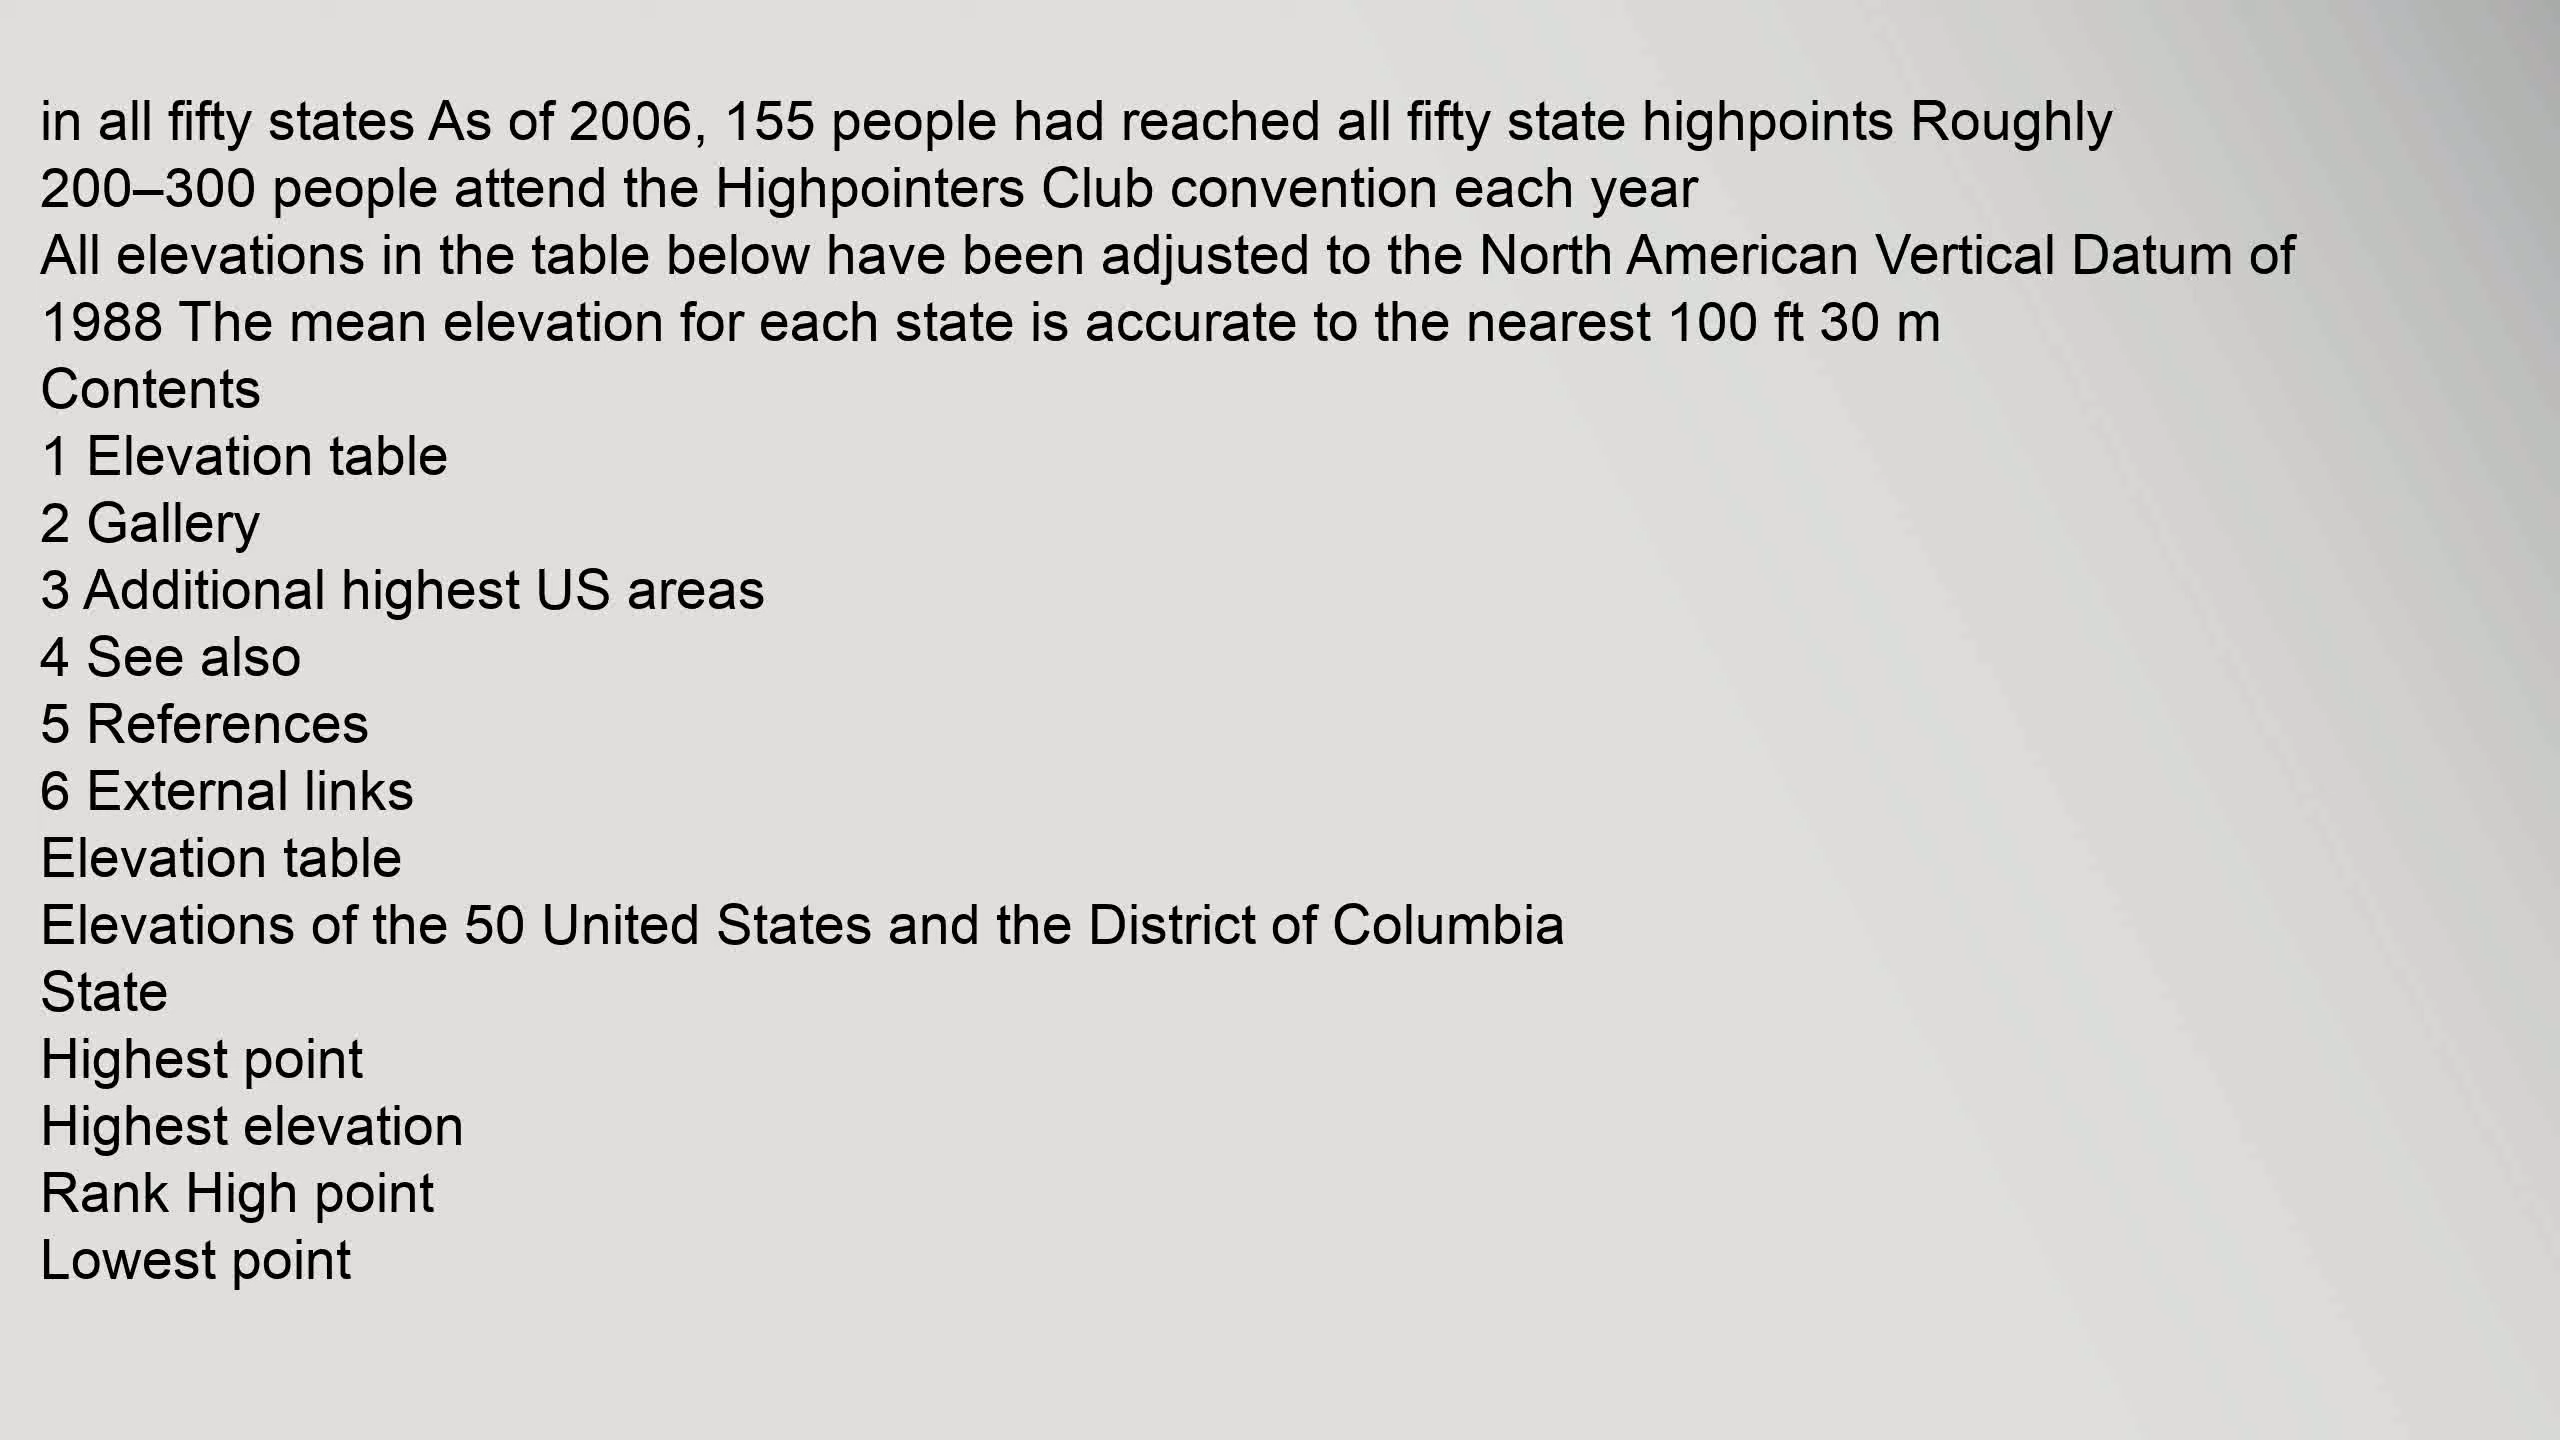 in all fifty states As of 2006, 155 people had reached all fifty state highpoints Roughly
200–300 people attend the Highpointers Club convention each year
All elevations in the table below have been adjusted to the North American Vertical Datum of
1988 The mean elevation for each state is accurate to the nearest 100 ft 30 m
Contents
1 Elevation table
2 Gallery
3 Additional highest US areas
4 See also
5 References
6 External links
Elevation table
Elevations of the 50 United States and the District of Columbia
State
Highest point
Highest elevation
Rank High point
Lowest point